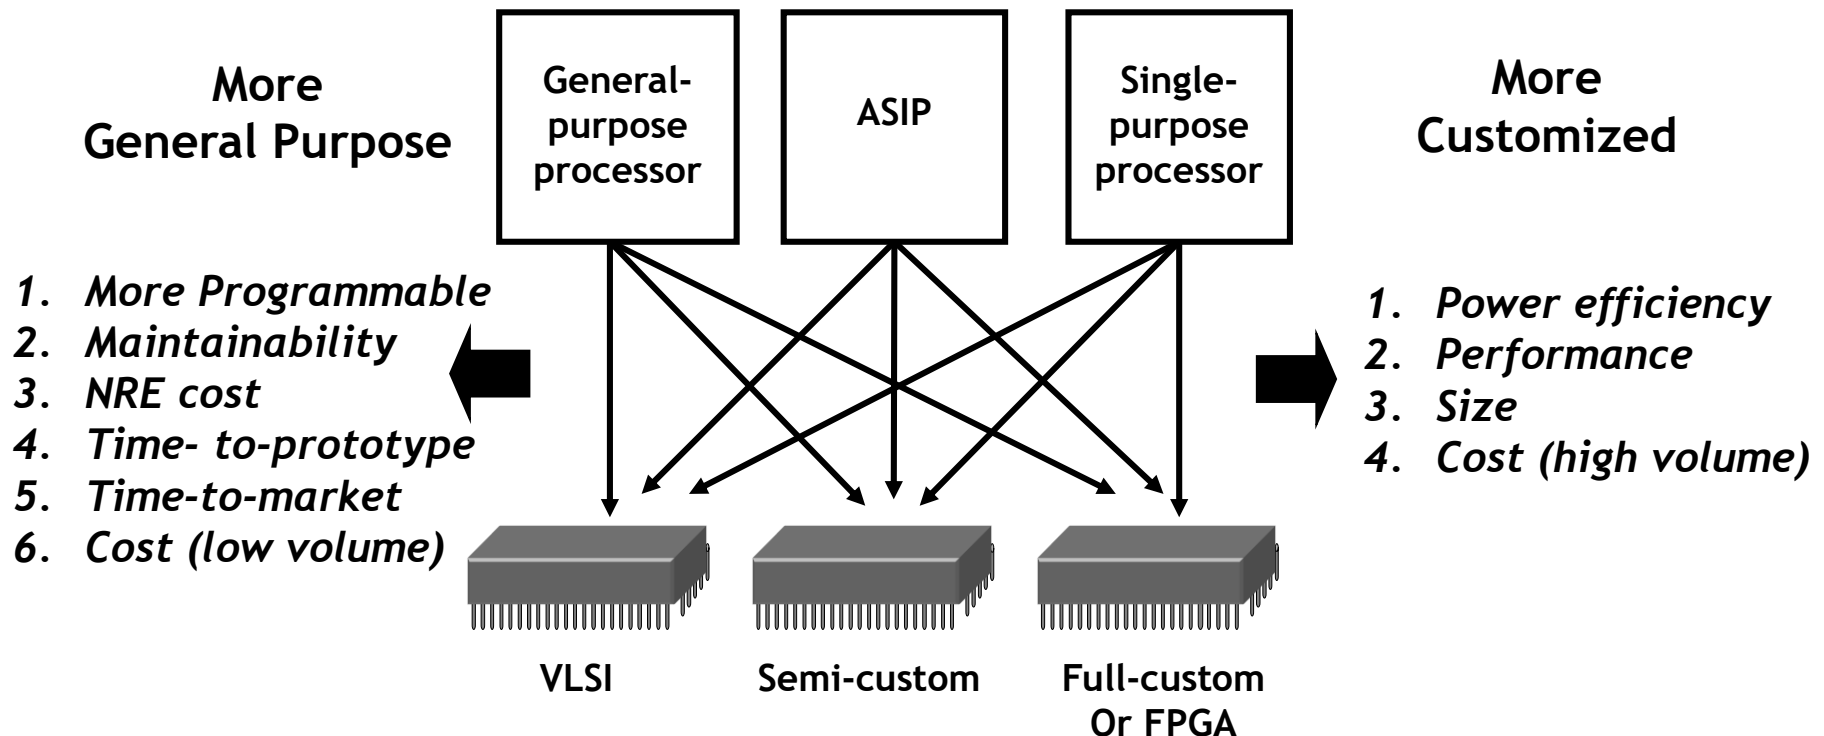 More
General Purpose
General-
purpose
processor
ASIP
Single-
purpose
processor
More
Customized
1. More Programmable
2. Maintainability
3. NRE cost
4. Time- to-prototype
5. Time-to-market
6. Cost (low volume)
1. Power efficiency
2. Performance
3. Size
4. Cost (high volume)
VLSI
Semi-custom
Full-custom
Or FPGA